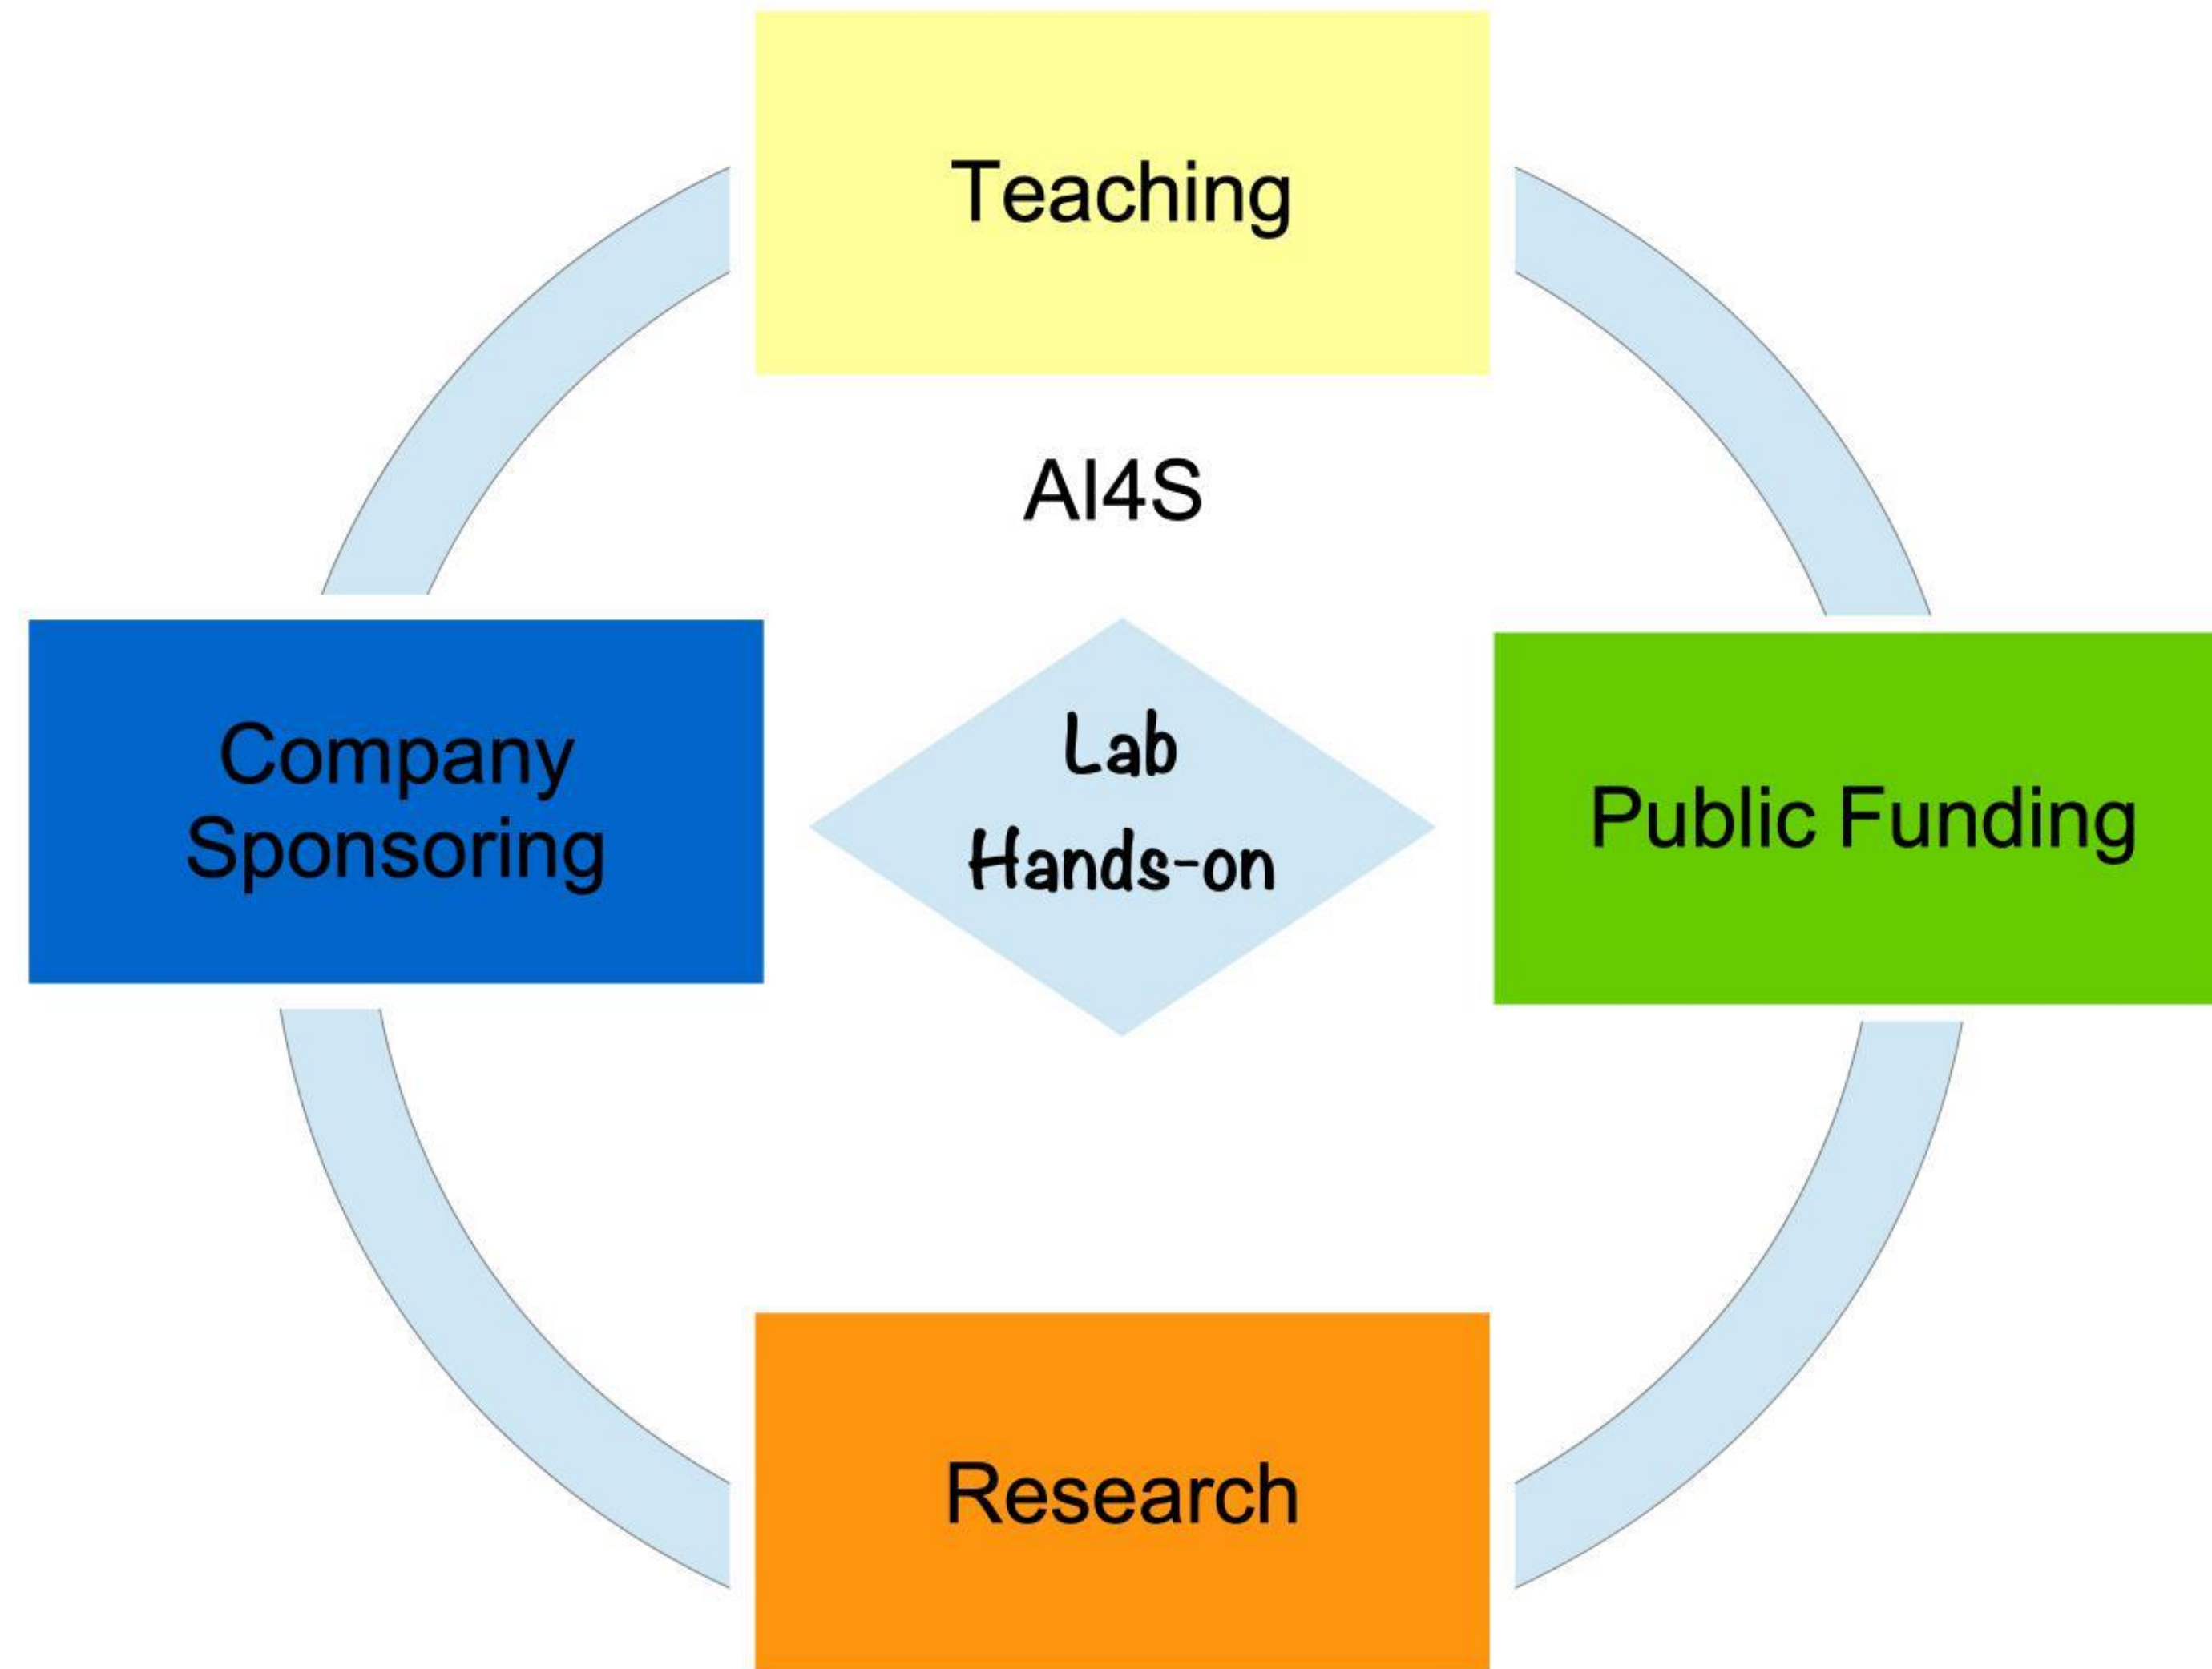 Teaching
AI4S
Company
Sponsoring
Lab
Hands-on
Public Funding
Research